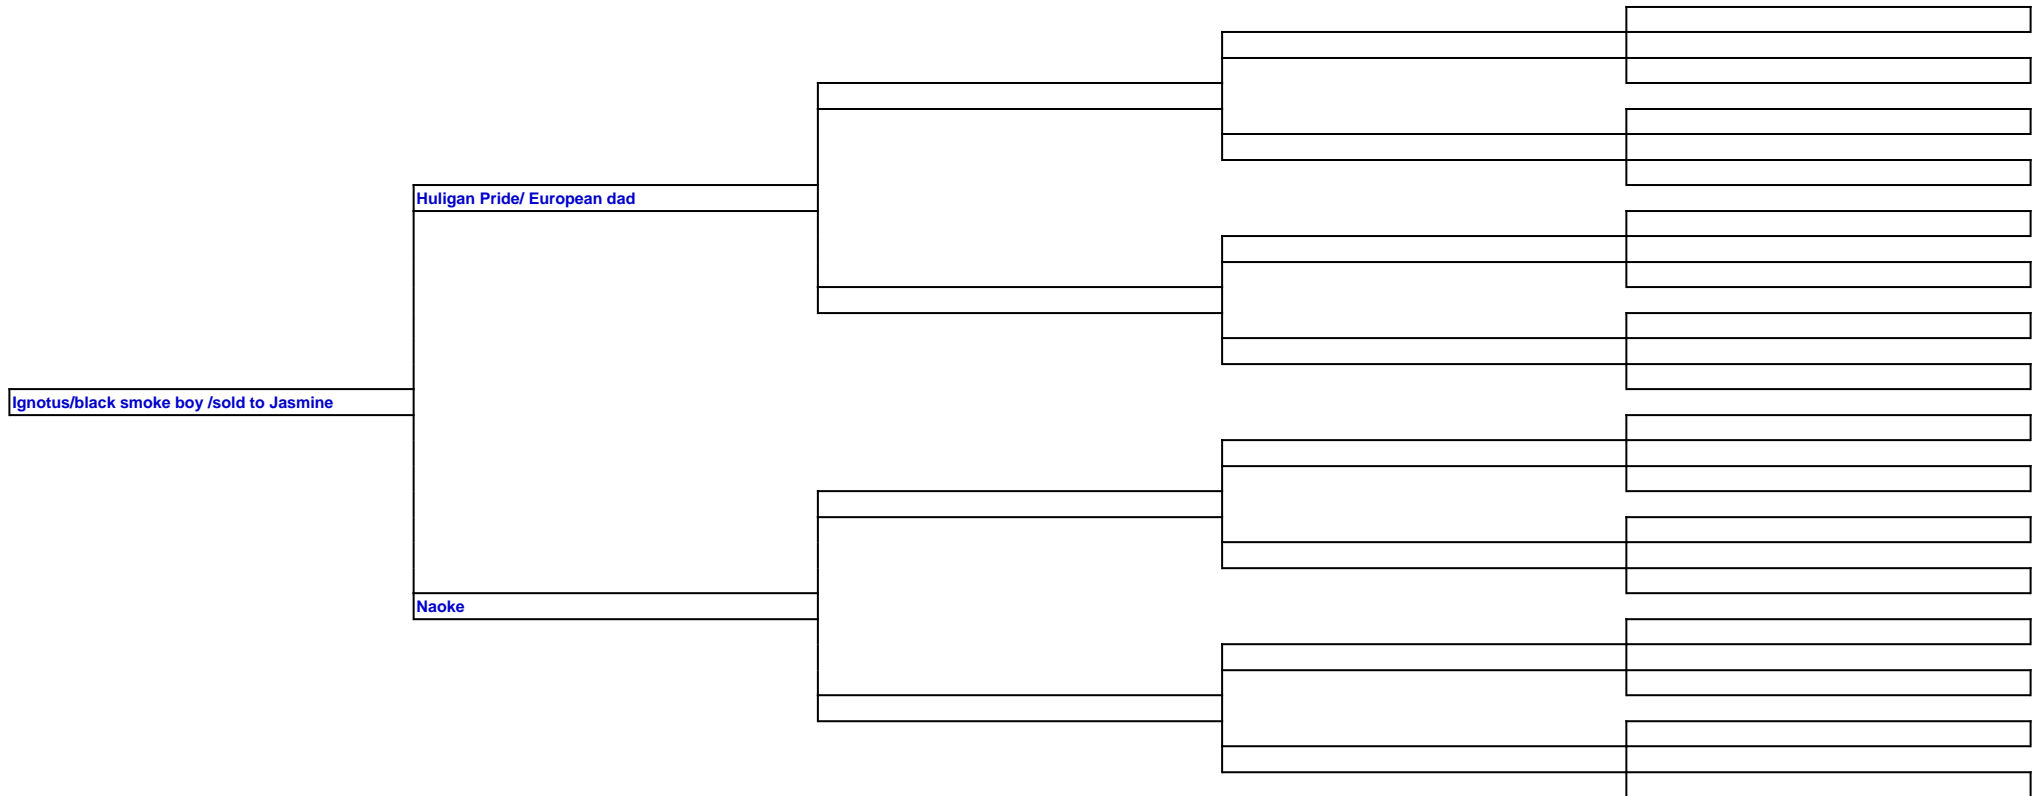 Huligan Pride/ European dad
Ignotus/black smoke boy /sold to Jasmine
Naoke